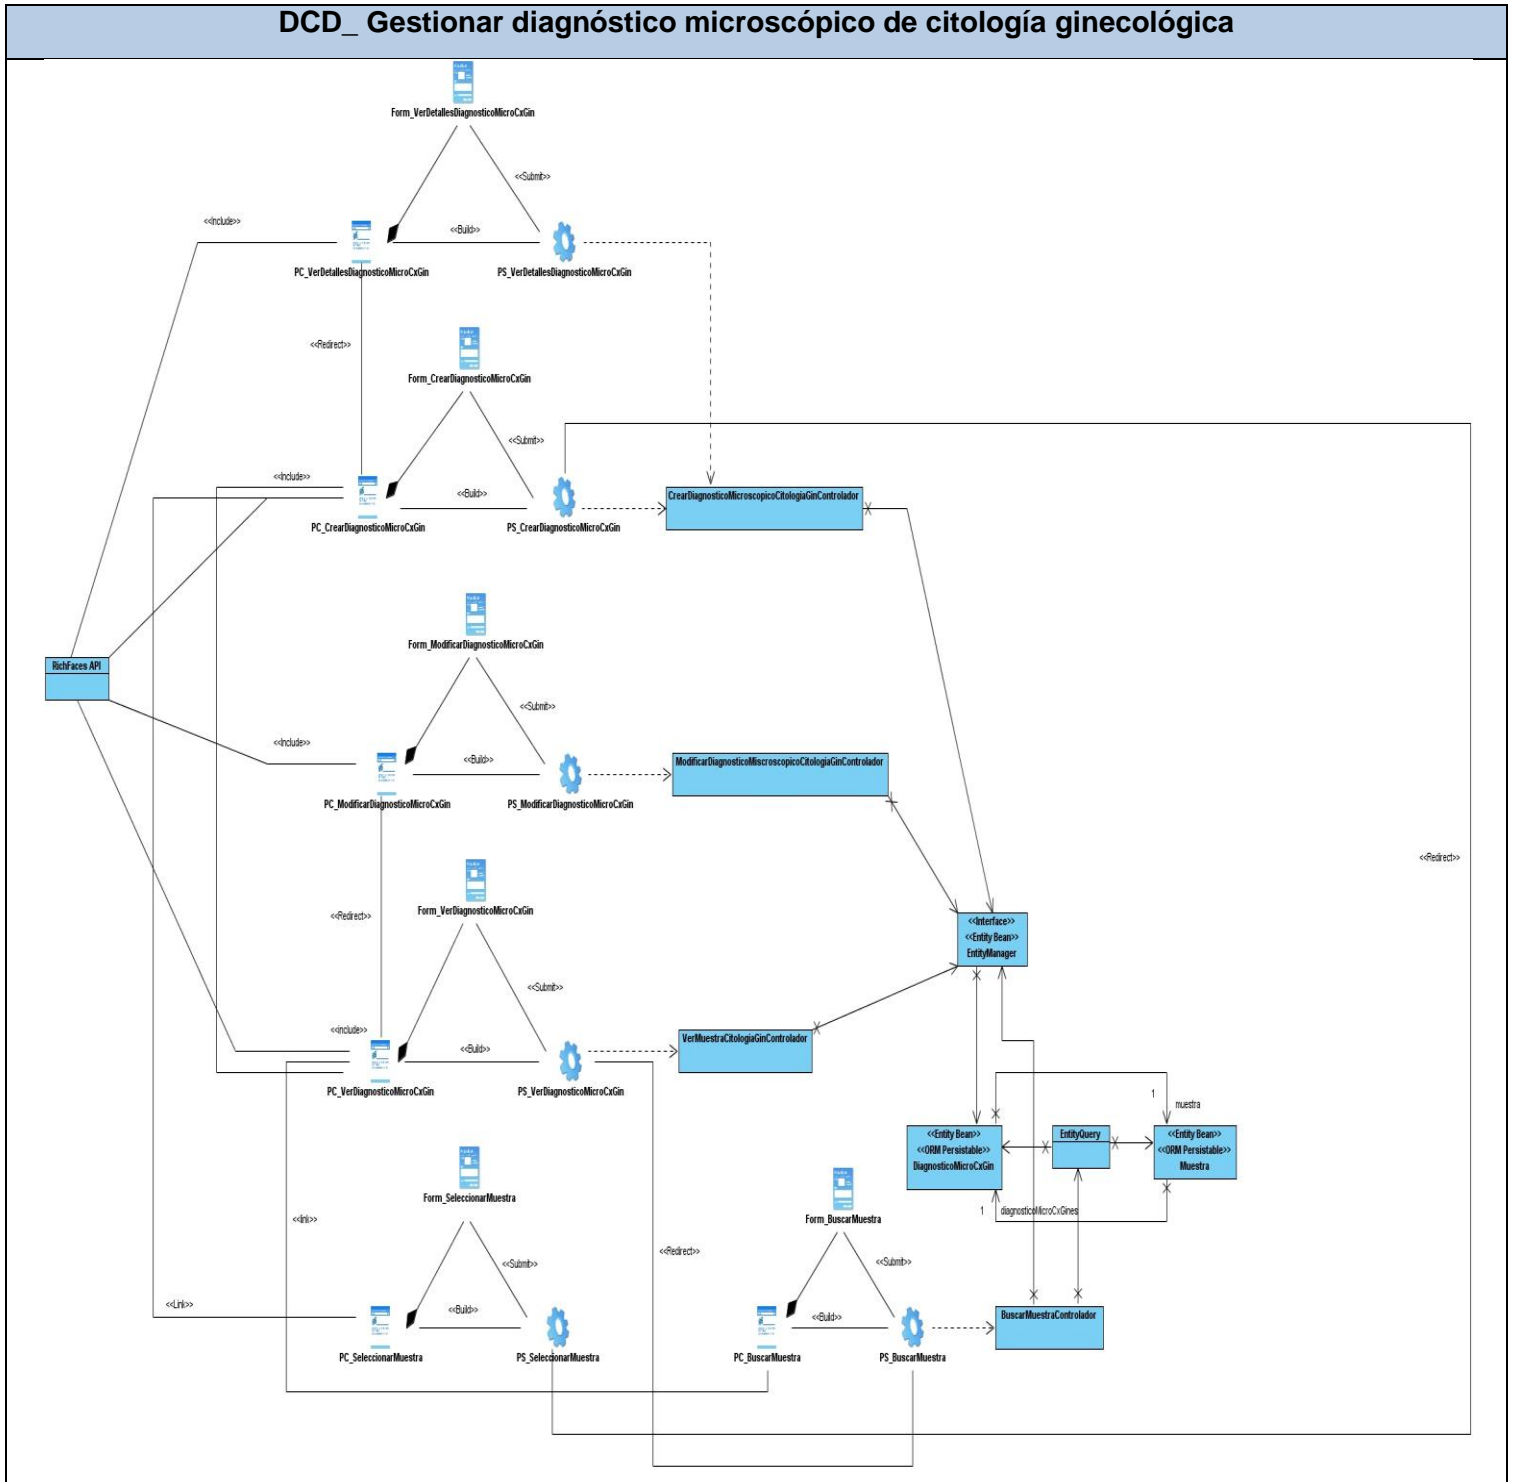 DCD_ Gestionar diagnóstico microscópico de citología ginecológica
Form_VerDetallesDiagnosticoMicroCxGin
<<Submit>>
<<Include>>
<<Build>>
PC_VerDetallesDiagnosticoMicroCxGin
PS_VerDetallesDiagnosticoMicroCxGin
<<Redirect>>
Form_CrearDiagnosticoMicroCxGin
<<Submit>>
<<Include>>
<<Build>>
CrearDiagnosticoMicroscopicoCitologiaGinControlador
PC_CrearDiagnosticoMicroCxGin
PS_CrearDiagnosticoMicroCxGin
Form_ModificarDiagnosticoMicroCxGin
RichFaces API
<<Submit>>
<<Include>>
<<Build>>
ModificarDiagnosticoMiscroscopicoCitologiaGinControlador
PC_ModificarDiagnosticoMicroCxGin
PS_ModificarDiagnosticoMicroCxGin
<<Redirect>>
Form_VerDiagnosticoMicroCxGin
<<Redirect>>
<<Interface>>
<<Entity Bean>>
EntityManager
<<Submit>>
<<include>>
<<Build>>
VerMuestraCitologiaGinControlador
PC_VerDiagnosticoMicroCxGin
PS_VerDiagnosticoMicroCxGin
1
muestra
<<Entity Bean>>
<<ORM Persistable>>
DiagnosticoMicroCxGin
EntityQuery
<<Entity Bean>>
<<ORM Persistable>>
Muestra
Form_SeleccionarMuestra
<<link>>
Form_BuscarMuestra
1
diagnosticoMicroCxGines
<<Redirect>>
<<Submit>>
<<Submit>>
<<Link>>
<<Build>>
<<Build>>
BuscarMuestraControlador
PC_SeleccionarMuestra
PS_SeleccionarMuestra
PC_BuscarMuestra
PS_BuscarMuestra